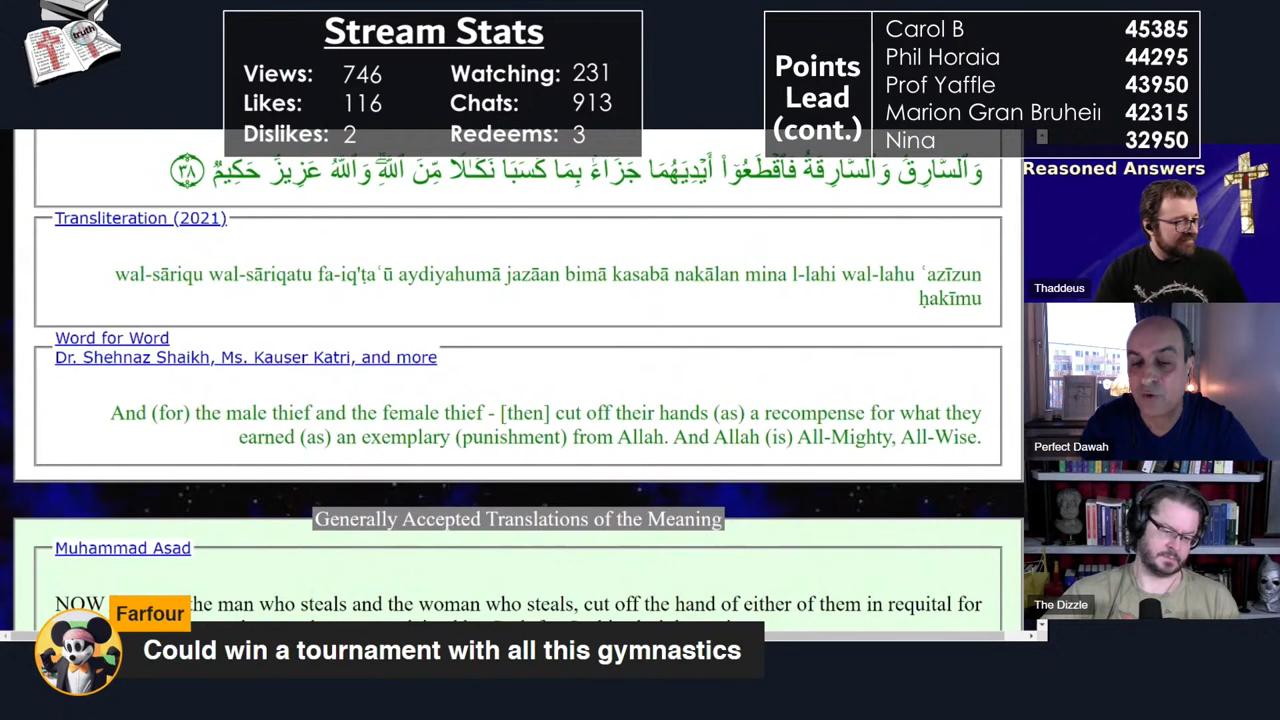 truth
Stream Stats
Views: 746
Watching: 231
Likes: 116
Chats: 913
Dislikes: 2
Redeems: 3
Points
Lead
(cont.)
Carol B 45385
Phil Horaia 44295
Prof Yaffle 43950
Marion Gran Bruheii 42315
Nina 32950
وَٱلسَّارِقُ وَٱلسَّارِقَةُ فَٱقْطَعُوٓا۟ أَيْدِيَهُمَا جَزَآءًۢ بِمَا كَسَبَا نَكَـٰلًا مِّنَ ٱللَّهِ ۗ وَٱللَّهُ عَزِيزٌ حَكِيمٌ ٣٨
Transliteration (2021)
wal-sāriqu wal-sāriqatu fa-iq'ṭaʿū aydiyahumā jazāan bimā kasabā nakālan mina l-lahi wal-lahu ʿazīzun
ḥakīmu
Word for Word
Dr. Shehnaz Shaikh, Ms. Kauser Katri, and more
And (for) the male thief and the female thief - [then] cut off their hands (as) a recompense for what they
earned (as) an exemplary (punishment) from Allah. And Allah (is) All-Mighty, All-Wise.
Generally Accepted Translations of the Meaning
Muhammad Asad
NOW the man who steals and the woman who steals, cut off the hand of either of them in requital for
Reasoned Answers
Thaddeus
Perfect Dawah
The Dizzle
Farfour
Could win a tournament with all this gymnastics